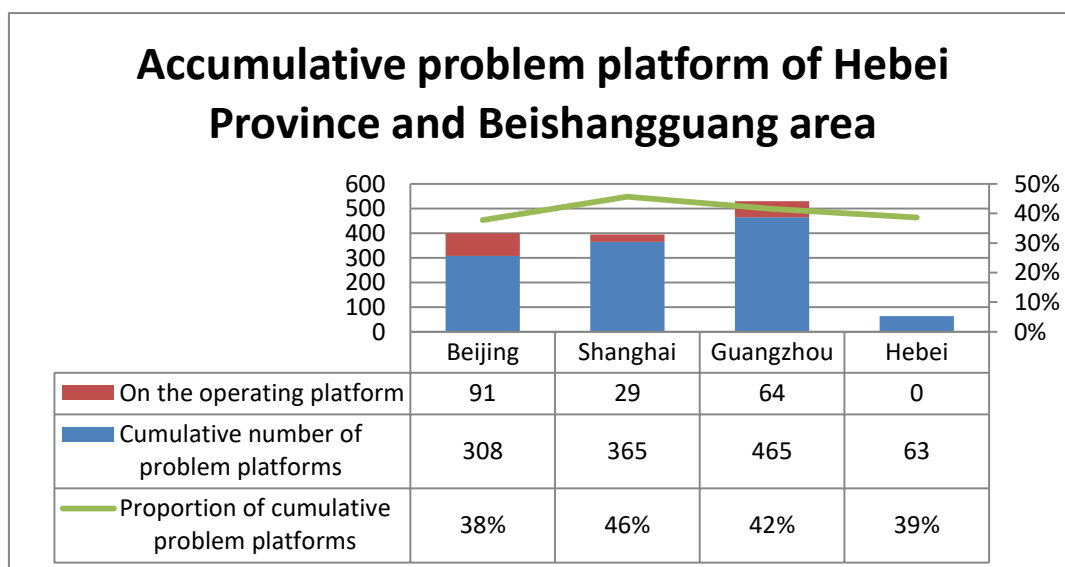 Accumulative problem platform of Hebei
Province and Beishangguang area
600
500
400
300
200
100
0
50%
40%
30%
20%
10%
0%
Beijing Shanghai Guangzhou Hebei
On the operating platform 91 29 64 0
Cumulative number of
problem platforms 308 365 465 63
Proportion of cumulative
problem platforms 38% 46% 42% 39%